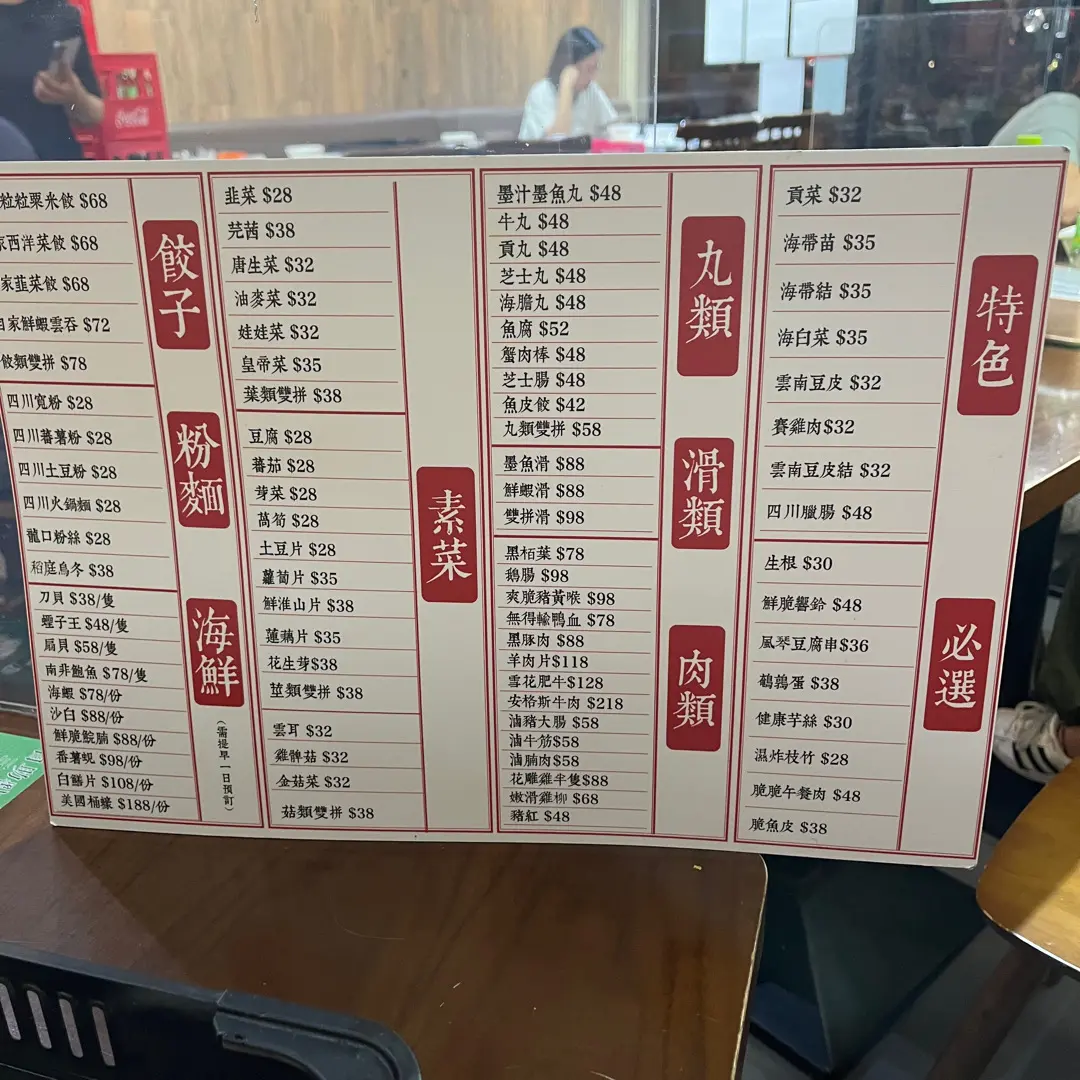 Coca-Cola
特色
貢菜 $32
海帶苗 $35
海帶結 $35
海白菜 $35
雲南豆皮 $32
賽雞肉$32
雲南豆皮結 $32
四川臘腸 $48
必選
生根 $30
鮮脆響鈴 $48
風琴豆腐串$36
鵪鶉蛋 $38
健康芋絲 $30
濕炸枝竹 $28
脆脆午餐肉 $48
脆魚皮 $38
丸類
墨汁墨魚丸 $48
牛丸 $48
貢丸 $48
芝士丸 $48
海膽丸 $48
魚腐 $52
蟹肉棒 $48
芝士腸 $48
魚皮餃 $42
丸類雙拼 $58
滑類
墨魚滑 $88
鮮蝦滑 $88
雙拼滑 $98
肉類
黑栢葉 $78
鵝腸 $98
爽脆豬黃喉 $98
無得輸鴨血 $78
黑豚肉 $88
羊肉片$118
雪花肥牛$128
安格斯牛肉 $218
滷豬大腸 $58
滷牛筋$58
滷腩肉$58
花雕雞半隻$88
嫩滑雞柳 $68
豬紅 $48
素菜
韭菜 $28
芫茜 $38
唐生菜 $32
油麥菜 $32
娃娃菜 $32
皇帝菜 $35
葉類雙拼 $38
豆腐 $28
蕃茄 $28
芽菜 $28
萵筍 $28
土豆片 $28
蘿蔔片 $35
鮮淮山片 $38
蓮藕片 $35
花生芽$38
莖類雙拼 $38
雲耳 $32
雞髀菇 $32
金菇菜 $32
菇類雙拼 $38
餃子
粒粒粟米餃 $68
西洋菜餃 $68
家韮菜餃 $68
家鮮蝦雲吞 $72
餃類雙拼 $78
粉麵
四川寬粉 $28
四川蕃薯粉 $28
四川土豆粉 $28
四川火鍋麵 $28
龍口粉絲 $28
稻庭烏冬 $38
海鮮
(需提早一日預訂)
刀貝 $38/隻
蟶子王 $48/隻
扇貝 $58/隻
南非鮑魚 $78/隻
海蝦 $78/份
沙白 $88/份
鮮脆鯇腩 $88/份
番薯蜆 $98/份
白鱔片 $108/份
美國桶蠔 $188/份